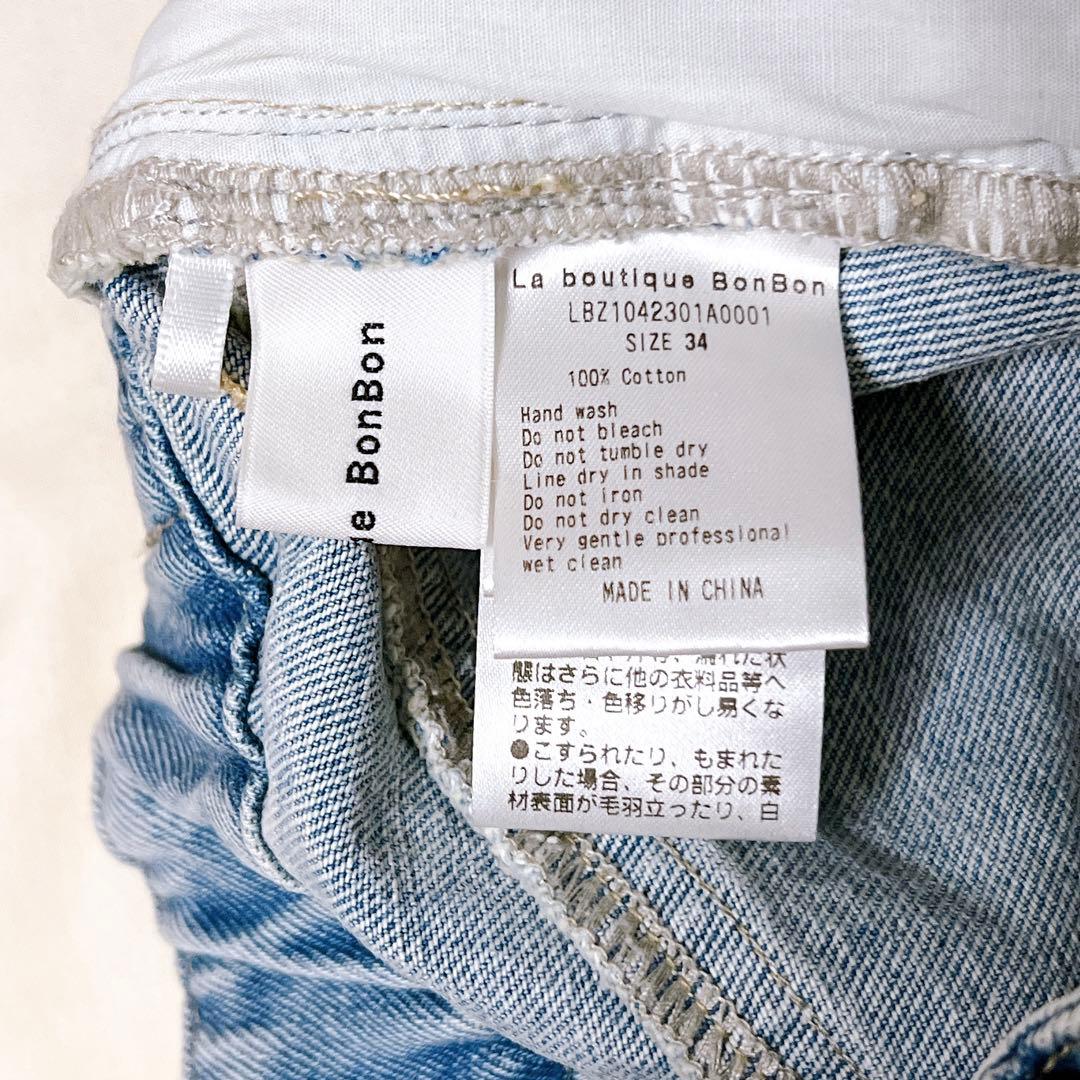 BonBon
La boutique BonBon
LBZ1042301A0001
SIZE 34
100% Cotton
Hand wash
Do not bleach
Do not tumble dry
Line dry in shade
Do not iron
Do not dry clean
Very gentle professional
wet clean
MADE IN CHINA
態はさらに他の衣料品等へ
色落ち・色移りがし易くな
ります。
●こすられたり、もまれた
りした場合、その部分の素
材表面が毛羽立ったり、白